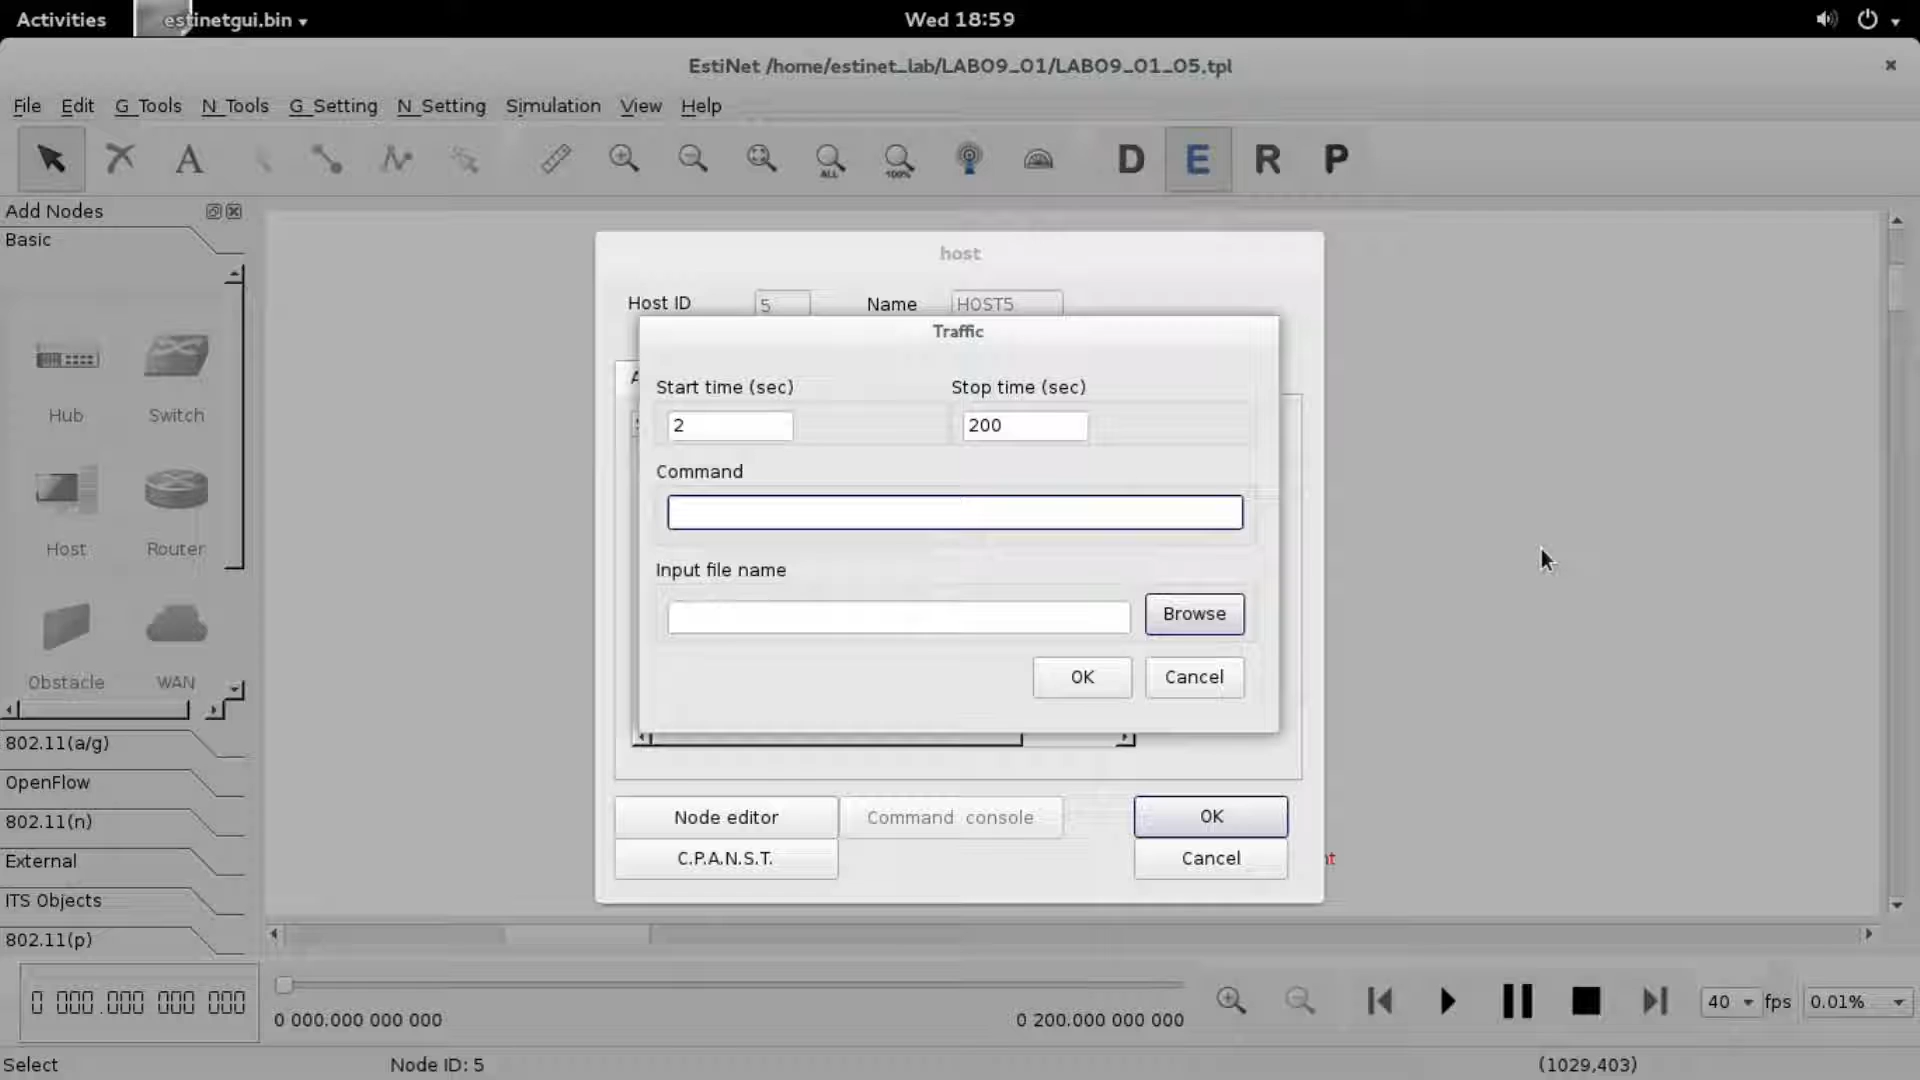 Activities
estinetgui.bin
Wed 18:59
EstiNet /home/estinet_lab/LAB09_01/LAB09_01_05.tpl
File Edit G_Tools N_Tools G_Setting N_Setting Simulation View Help
ALL
100%
D E R P
Add Nodes
Basic
Hub
Switch
Host
Router
Obstacle
WAN
802.11(a/g)
OpenFlow
802.11(n)
External
ITS Objects
802.11(p)
host
Host ID
5
Name
HOST5
Traffic
Start time (sec)
Stop time (sec)
2
200
Command
Input file name
Browse
OK
Cancel
Node editor
Command console
OK
C.P.A.N.S.T.
Cancel
0 000.000 000 000
0 000.000 000 000
0 200.000 000 000
40
fps
0.01%
Select
Node ID: 5
(1029,403)